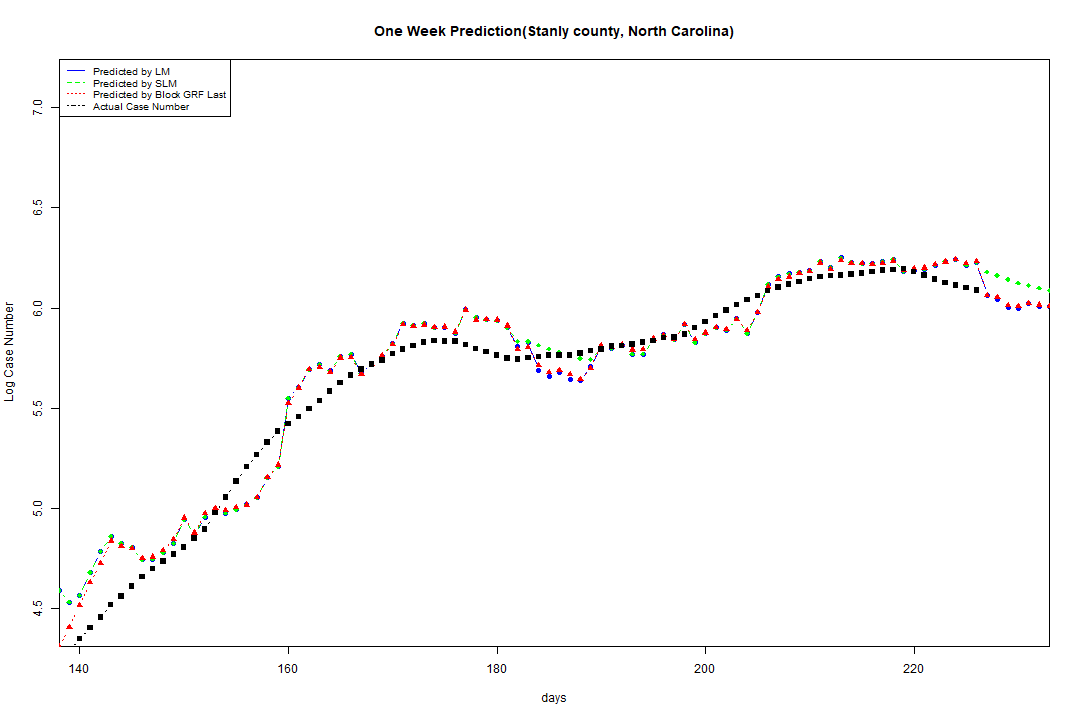 One Week Prediction(Stanly county, North Carolina)
Predicted by LM
Predicted by SLM
Predicted by Block GRF Last
Actual Case Number
7.0
6.5
6.0
5.5
5.0
4.5
Log Case Number
140 160 180 200 220
days